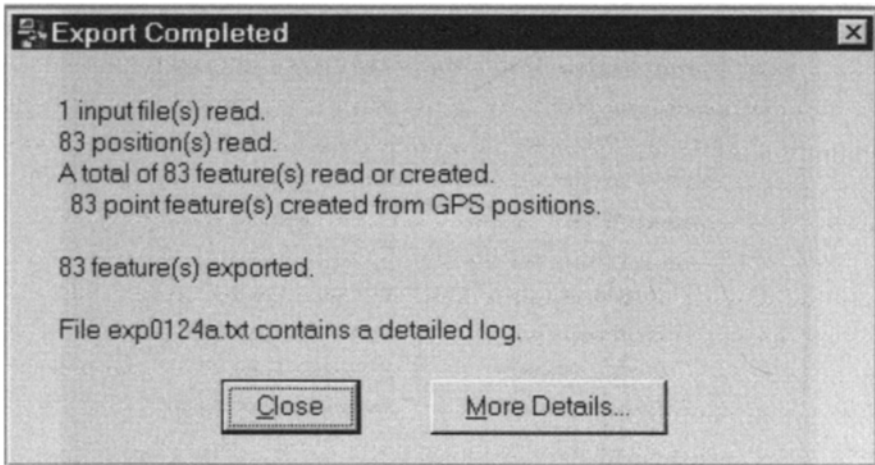 Export Completed
1 input file(s) read.
83 position(s) read.
A total of 83 feature(s) read or created.
83 point feature(s) created from GPS positions.
83 feature(s) exported.
File exp0124a.txt contains a detailed log.
Close
More Details...